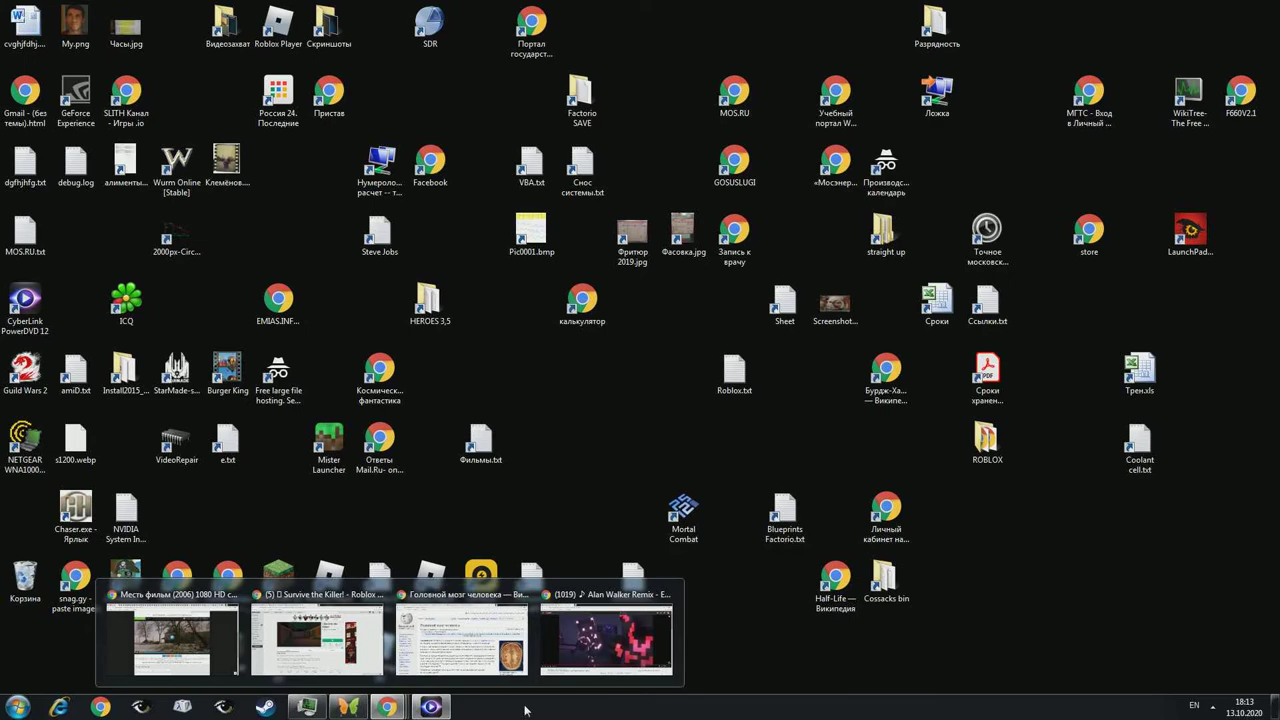 cvghjfdhj....
My.png
Часы.jpg
Видеозахват
Roblox Player
Скриншоты
SDR
Портал
государст...
Разрядность
Gmail - (без
темы).html
GeForce
Experience
SLITH Канал
- Игры .io
Россия 24.
Последние
Пристав
Factorio
SAVE
MOS.RU
Учебный
портал W...
Ложка
МГТС - Вход
в Личный ...
WikiTree-
The Free ...
F660V2.1
dgfhjhfg.txt
debug.log
алименты...
Wurm Online
[Stable]
Клемёнов....
Нумероло...
расчет -- т...
Facebook
VBA.txt
Снос
системы.txt
GOSUSLUGI
«Мосэнер...
Производс...
календарь
MOS.RU.txt
2000px-Circ...
Steve Jobs
Pic0001.bmp
Фритюр
2019.jpg
Фасовка.jpg
Запись к
врачу
straight up
Точное
московск...
store
LaunchPad...
CyberLink
PowerDVD 12
ICQ
EMIAS.INF...
HEROES 3,5
калькулятор
Sheet
Screenshot...
Сроки
Ссылки.txt
Guild Wars 2
amiD.txt
Install2015_...
StarMade-s...
Burger King
Free large file
hosting. Se...
Космическ...
фантастика
Roblox.txt
Бурдж-Ха...
— Википе...
Сроки
хранен...
Трен.xls
NETGEAR
WNA1000...
s1200.webp
VideoRepair
e.txt
Mister
Launcher
Ответы
Mail.Ru- on...
Фильмы.txt
ROBLOX
Coolant
cell.txt
Chaser.exe -
Ярлык
NVIDIA
System In...
Mortal
Combat
Blueprints
Factorio.txt
Личный
кабинет на...
Корзина
snag.gy -
paste image
Half-Life —
Википедия
Cossacks bin
Месть фильм (2006) 1080 HD с...
(5) Survive the Killer! - Roblox ...
Головной мозг человека — Ви...
(1019) ♪ Alan Walker Remix - E...
EN
18:13
13.10.2020